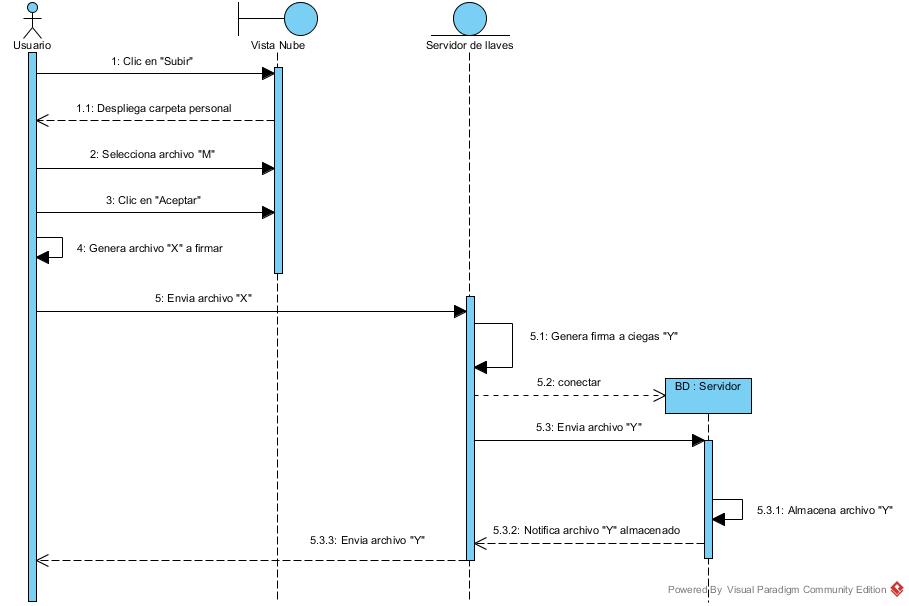 Usuario
Vista Nube
Servidor de llaves
1: Clic en "Subir"
1.1: Despliega carpeta personal
2: Selecciona archivo "M"
3: Clic en "Aceptar"
4: Genera archivo "X" a firmar
5: Envia archivo "X"
5.1: Genera firma a ciegas "Y"
5.2: conectar
BD : Servidor
5.3: Envia archivo "Y"
5.3.1: Almacena archivo "Y"
5.3.2: Notifica archivo "Y" almacenado
5.3.3: Envia archivo "Y"
Powered By Visual Paradigm Community Edition